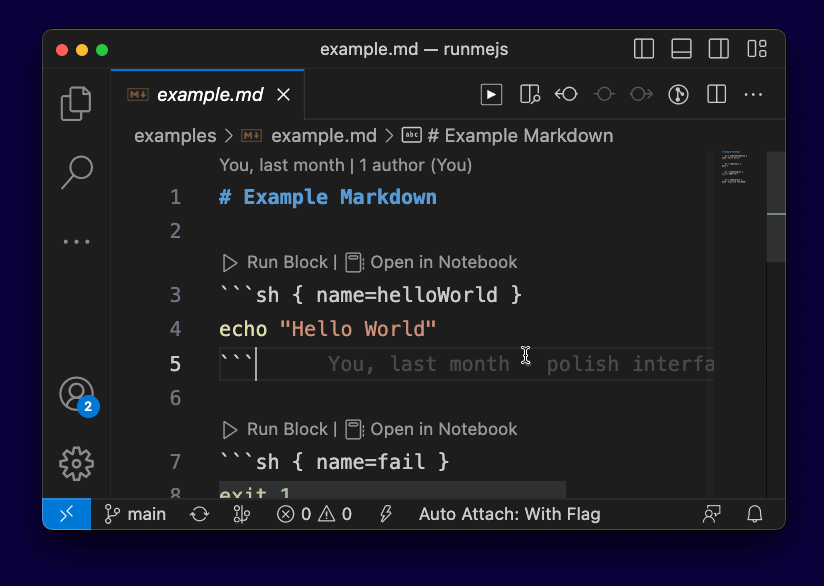 example.md — runmejs
example.md
examples > example.md > # Example Markdown
You, last month | 1 author (You)
1 # Example Markdown
2
Run Block | Open in Notebook
3 ```sh { name=helloWorld }
4 echo "Hello World"
5 ``` You, last month • polish interfa
6
Run Block | Open in Notebook
7 ```sh { name=fail }
8 exit 1
2
main 0 0 Auto Attach: With Flag